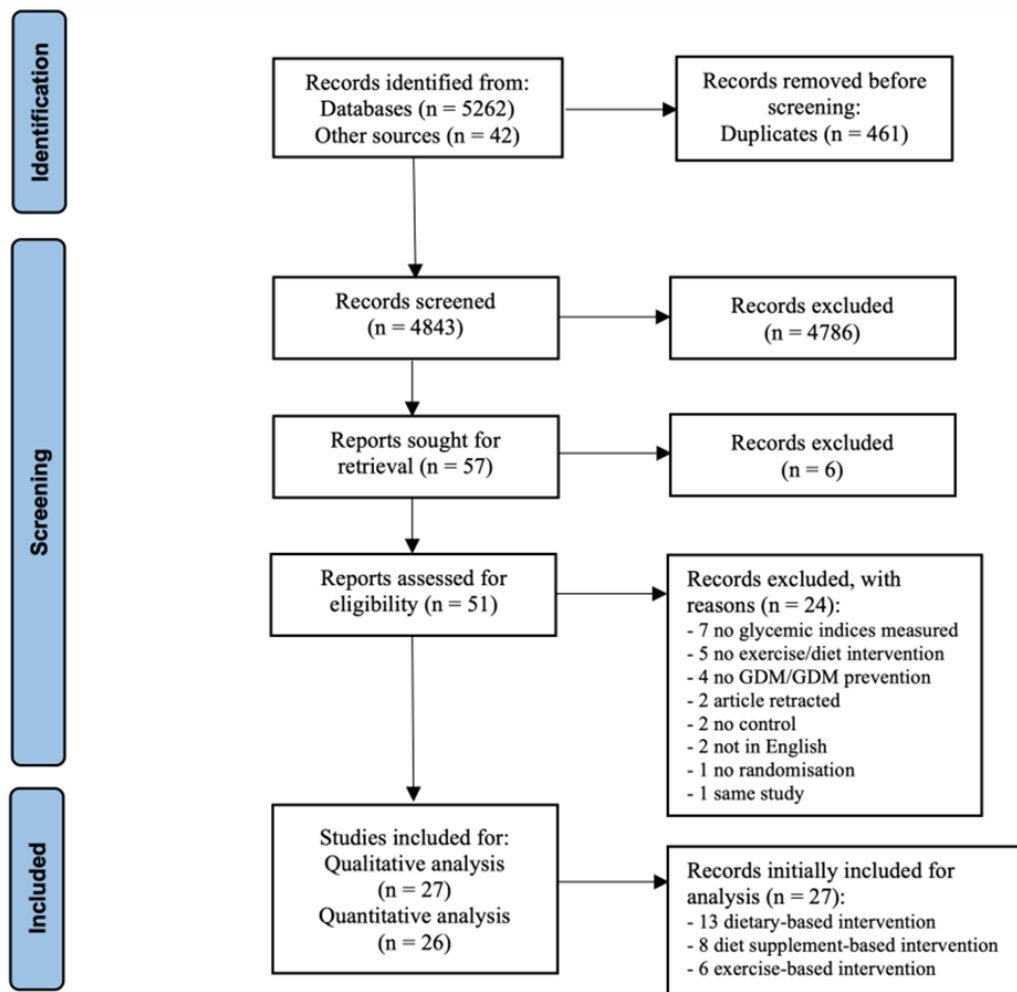 Identification
Records identified from:
Databases (n = 5262)
Other sources (n = 42)
Records removed before
screening:
Duplicates (n = 461)
Screening
Records screened
(n = 4843)
Records excluded
(n = 4786)
Reports sought for
retrieval (n = 57)
Records excluded
(n = 6)
Reports assessed for
eligibility (n = 51)
Records excluded, with
reasons (n = 24):
- 7 no glycemic indices measured
- 5 no exercise/diet intervention
- 4 no GDM/GDM prevention
- 2 article retracted
- 2 no control
- 2 not in English
- 1 no randomisation
- 1 same study
Included
Studies included for:
Qualitative analysis
(n = 27)
Quantitative analysis
(n = 26)
Records initially included for
analysis (n = 27):
- 13 dietary-based intervention
- 8 diet supplement-based intervention
- 6 exercise-based intervention